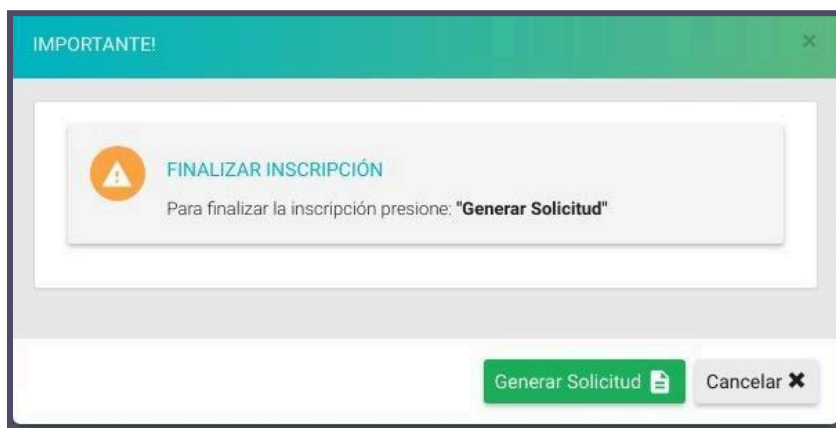 IMPORTANTE!
FINALIZAR INSCRIPCIÓN
Para finalizar la inscripción presione: "Generar Solicitud"
Generar Solicitud
Cancelar